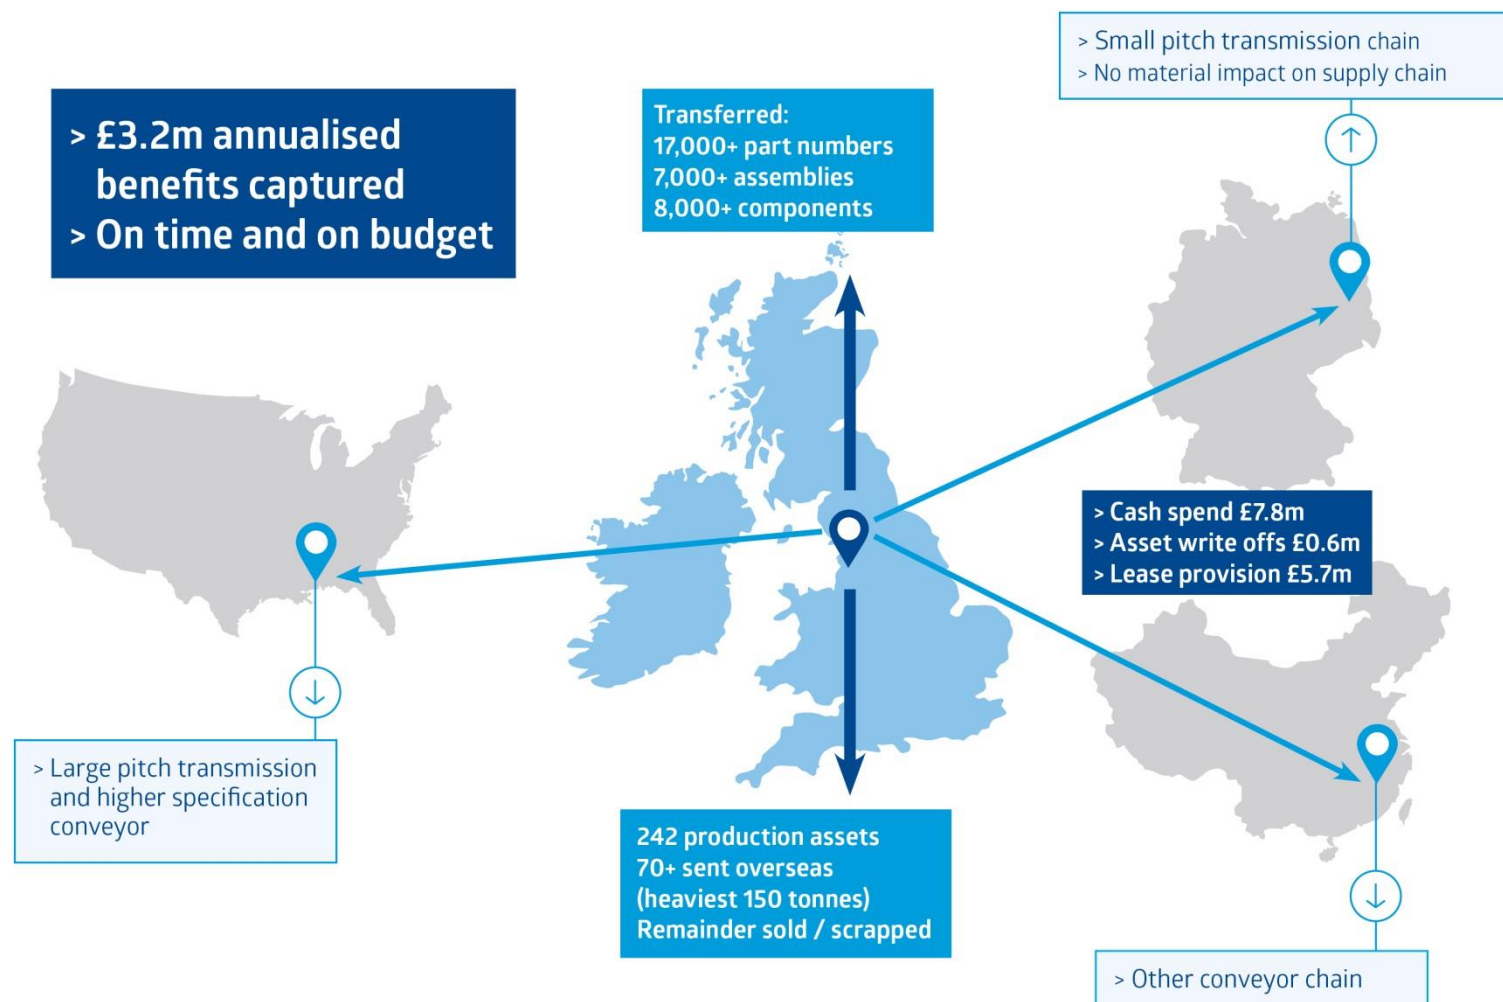 > £3.2m annualised
benefits captured
> On time and on budget
Transferred:
17,000+ part numbers
7,000+ assemblies
8,000+ components
> Small pitch transmission chain
> No material impact on supply chain
> Cash spend £7.8m
> Asset write offs £0.6m
> Lease provision £5.7m
> Large pitch transmission
and higher specification
conveyor
242 production assets
70+ sent overseas
(heaviest 150 tonnes)
Remainder sold / scrapped
> Other conveyor chain